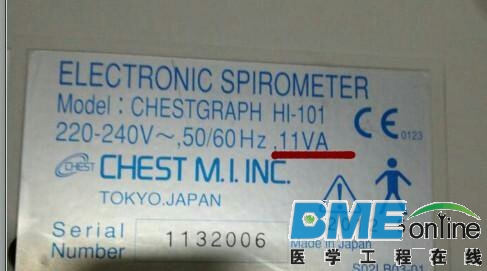 ELECTRONIC SPIROMETER
Model : CHESTGRAPH HI-101
220-240V~,50/60Hz ,11VA
CE 0123
CHEST CHEST M.I. INC.
TOKYO.JAPAN
Serial Number 1132006
Made in Japan
BME online
医学工程在线